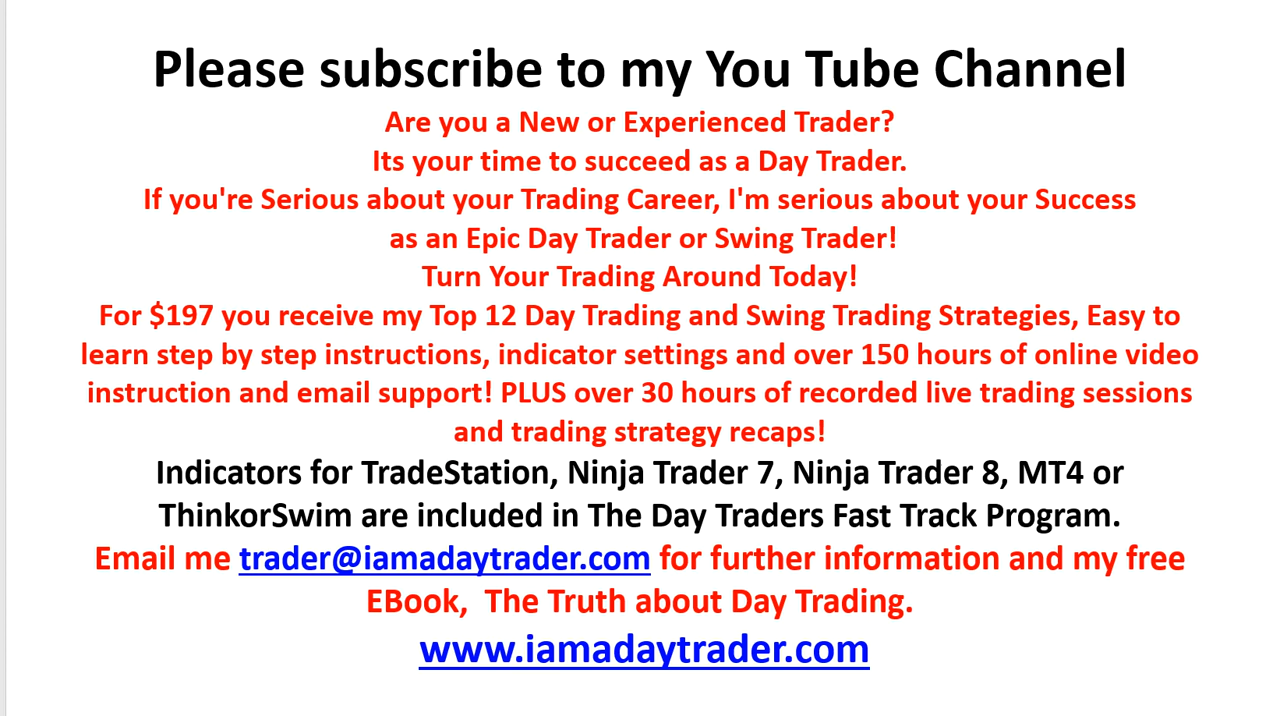 Please subscribe to my You Tube Channel
Are you a New or Experienced Trader?
Its your time to succeed as a Day Trader.
If you're Serious about your Trading Career, I'm serious about your Success
as an Epic Day Trader or Swing Trader!
Turn Your Trading Around Today!
For $197 you receive my Top 12 Day Trading and Swing Trading Strategies, Easy to
learn step by step instructions, indicator settings and over 150 hours of online video
instruction and email support! PLUS over 30 hours of recorded live trading sessions
and trading strategy recaps!
Indicators for TradeStation, Ninja Trader 7, Ninja Trader 8, MT4 or
ThinkorSwim are included in The Day Traders Fast Track Program.
Email me trader@iamadaytrader.com for further information and my free
EBook,  The Truth about Day Trading.
www.iamadaytrader.com